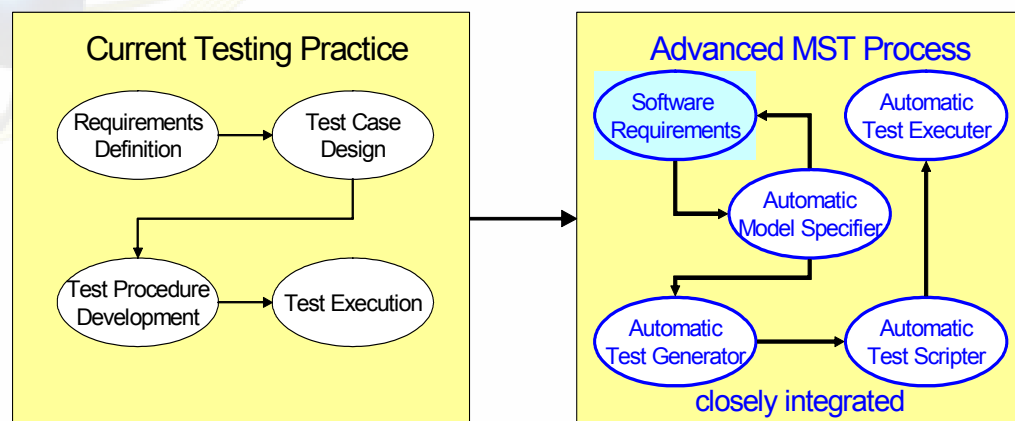 Current Testing Practice
Requirements
Definition
Test Case
Design
Test Procedure
Development
Test Execution
Advanced MST Process
Software
Requirements
Automatic
Test Executer
Automatic
Model Specifier
Automatic
Test Generator
Automatic
Test Scripter
closely integrated